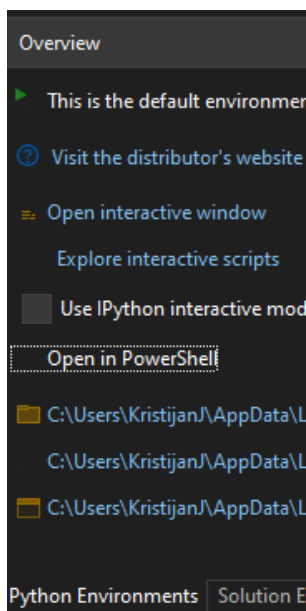 Overview
This is the default environmen
Visit the distributor's website
Open interactive window
Explore interactive scripts
Use IPython interactive mod
Open in PowerShell
C:\Users\KristijanJ\AppData\L
C:\Users\KristijanJ\AppData\L
C:\Users\KristijanJ\AppData\L
Python Environments Solution E